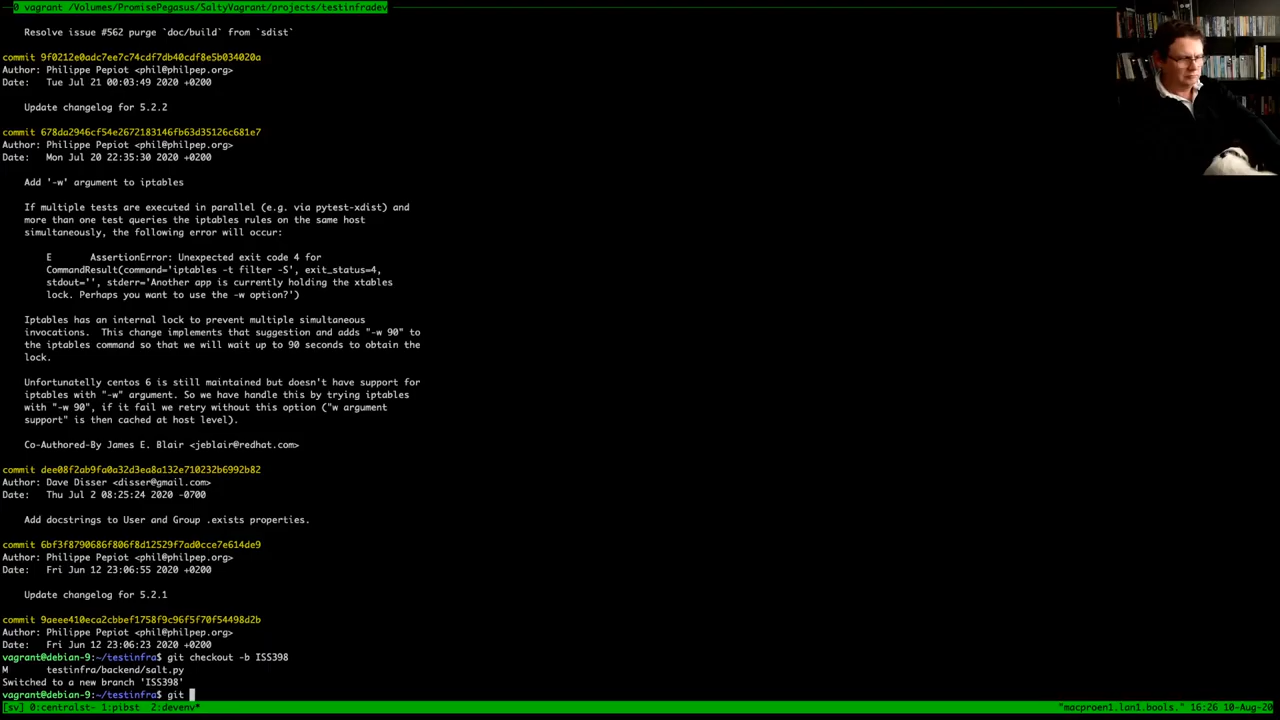 0 vagrant /Volumes/PromisePegasus/SaltyVagrant/projects/testinfradev
Resolve issue #562 purge `doc/build` from `sdist`
commit 9f0212e0adc7ee7c74cdf7db40cdf8e5b034020a
Author: Philippe Pepiot <phil@philpep.org>
Date:   Tue Jul 21 00:03:49 2020 +0200
Update changelog for 5.2.2
commit 678da2946cf54e2672183146fb63d35126c681e7
Author: Philippe Pepiot <phil@philpep.org>
Date:   Mon Jul 20 22:35:30 2020 +0200
Add '-w' argument to iptables
If multiple tests are executed in parallel (e.g. via pytest-xdist) and
more than one test queries the iptables rules on the same host
simultaneously, the following error will occur:
E       AssertionError: Unexpected exit code 4 for
CommandResult(command='iptables -t filter -S', exit_status=4,
stdout='', stderr='Another app is currently holding the xtables
lock. Perhaps you want to use the -w option?')
Iptables has an internal lock to prevent multiple simultaneous
invocations.  This change implements that suggestion and adds "-w 90" to
the iptables command so that we will wait up to 90 seconds to obtain the
lock.
Unfortunatelly centos 6 is still maintained but doesn't have support for
iptables with "-w" argument. So we have handle this by trying iptables
with "-w 90", if it fail we retry without this option ("w argument
support" is then cached at host level).
Co-Authored-By James E. Blair <jeblair@redhat.com>
commit dee08f2ab9fa0a32d3ea8a132e710232b6992b82
Author: Dave Disser <disser@gmail.com>
Date:   Thu Jul 2 08:25:24 2020 -0700
Add docstrings to User and Group .exists properties.
commit 6bf3f8790686f806f8d12529f7ad0cce7e614de9
Author: Philippe Pepiot <phil@philpep.org>
Date:   Fri Jun 12 23:06:55 2020 +0200
Update changelog for 5.2.1
commit 9aeee410eca2cbbef1758f9c96f5f70f54498d2b
Author: Philippe Pepiot <phil@philpep.org>
Date:   Fri Jun 12 23:06:23 2020 +0200
vagrant@debian-9:~/testinfra$ git checkout -b ISS398
M       testinfra/backend/salt.py
Switched to a new branch 'ISS398'
vagrant@debian-9:~/testinfra$ git
[sv] 0:centralst- 1:pibst  2:devenv* "macproen1.lan1.bools." 16:26 10-Aug-20